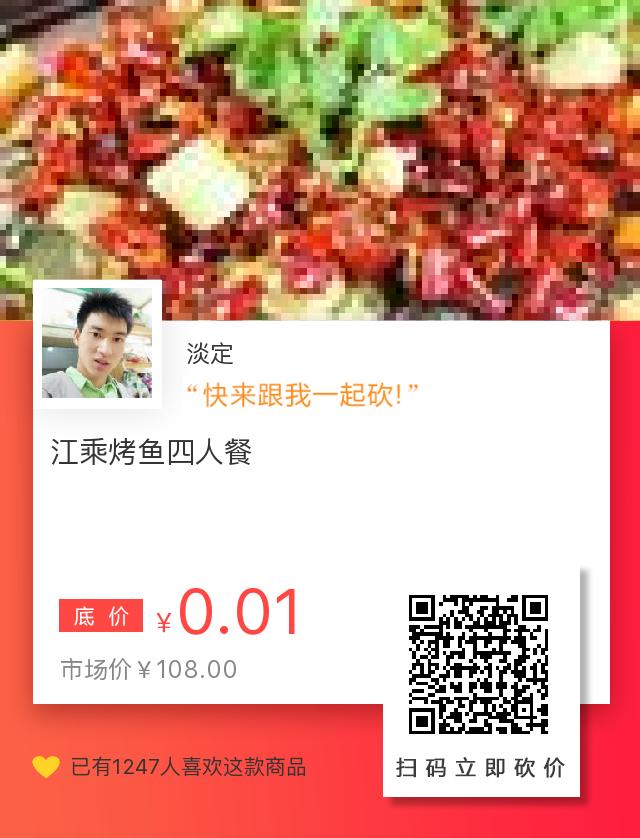 淡定
“快来跟我一起砍!”
江乘烤鱼四人餐
底价 ¥0.01
市场价¥108.00
已有1247人喜欢这款商品
扫码立即砍价